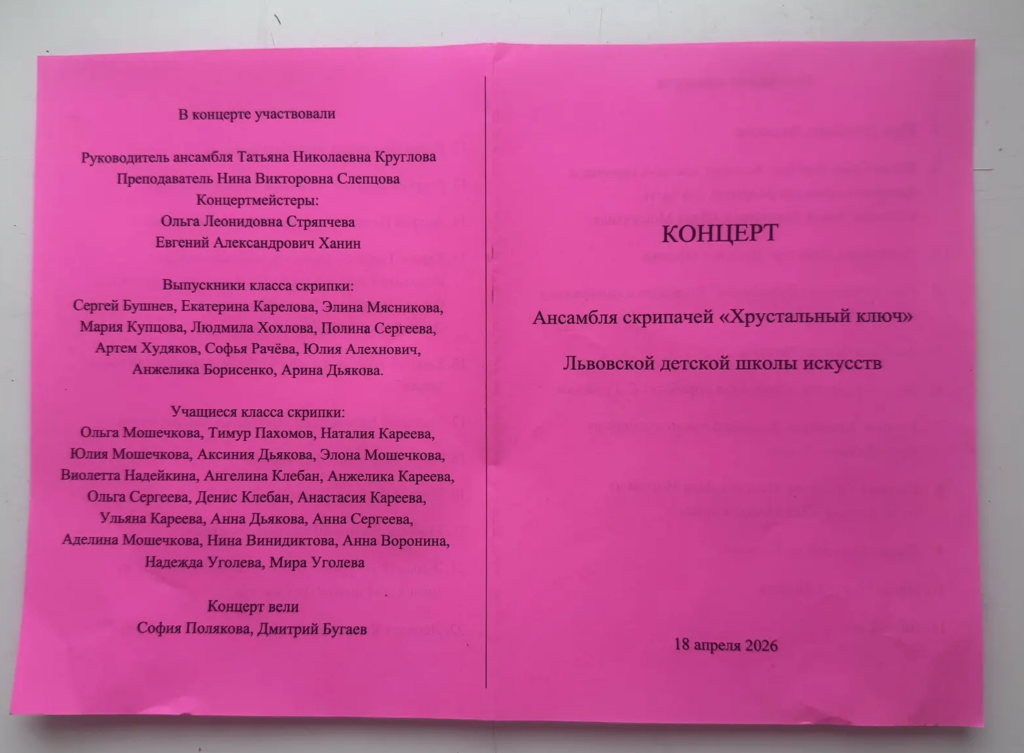 В концерте участвовали
Руководитель ансамбля Татьяна Николаевна Круглова
Преподаватель Нина Викторовна Слепцова
Концертмейстеры:
Ольга Леонидовна Стряпчева
Евгений Александрович Ханин
Выпускники класса скрипки:
Сергей Бушнев, Екатерина Карелова, Элина Мясникова,
Мария Купцова, Людмила Хохлова, Полина Сергеева,
Артем Худяков, Софья Рачёва, Юлия Алехнович,
Анжелика Борисенко, Арина Дьякова.
Учащиеся класса скрипки:
Ольга Мошечкова, Тимур Пахомов, Наталия Кареева,
Юлия Мошечкова, Аксиния Дьякова, Элона Мошечкова,
Виолетта Надейкина, Ангелина Клебан, Анжелика Кареева,
Ольга Сергеева, Денис Клебан, Анастасия Кареева,
Ульяна Кареева, Анна Дьякова, Анна Сергеева,
Аделина Мошечкова, Нина Винидиктова, Анна Воронина,
Надежда Уголева, Мира Уголева
Концерт вели
София Полякова, Дмитрий Бугаев
КОНЦЕРТ
Ансамбля скрипачей «Хрустальный ключ»
Львовской детской школы искусств
18 апреля 2026